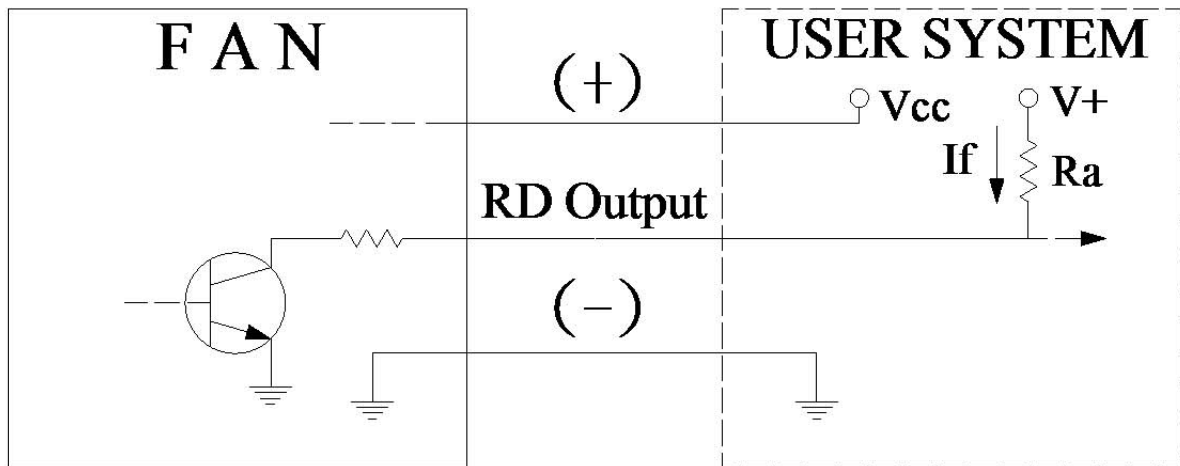 F A N
USER SYSTEM
(+)
Vcc
V+
If
Ra
RD Output
(−)